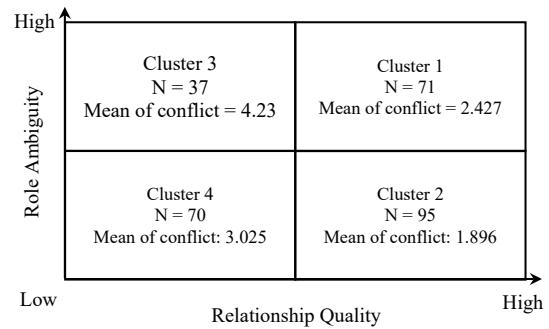 High
Cluster 3
N = 37
Mean of conflict = 4.23
Cluster 1
N = 71
Mean of conflict = 2.427
Role Ambiguity
Cluster 4
N = 70
Mean of conflict: 3.025
Cluster 2
N = 95
Mean of conflict: 1.896
Low
High
Relationship Quality